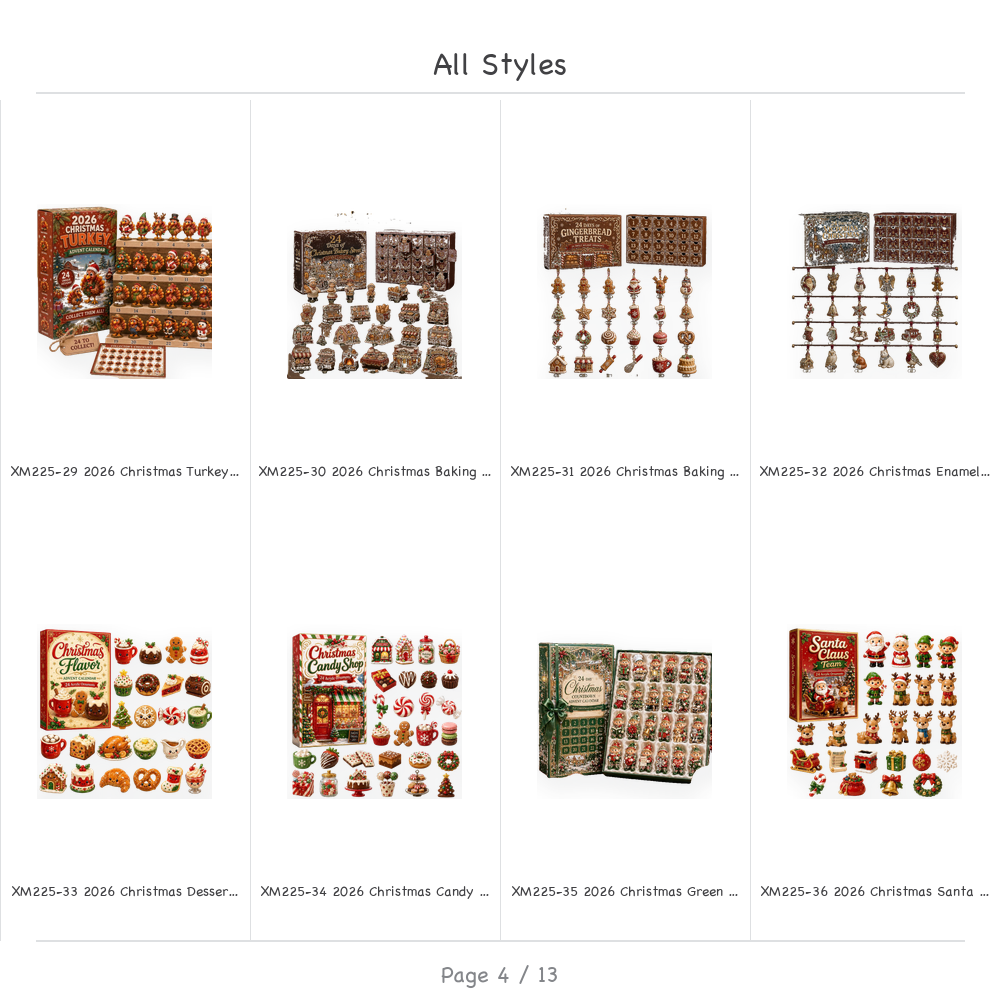 All Styles
2026
CHRISTMAS
TURKEY
ADVENT CALENDAR
24
COLLECT THEM ALL!
24 TO
COLLECT!
24 DAYS OF
GINGERBREAD
TREATS
XM225-29 2026 Christmas Turkey...
XM225-30 2026 Christmas Baking ...
XM225-31 2026 Christmas Baking ...
XM225-32 2026 Christmas Enamel...
Christmas
Flavor
ADVENT CALENDAR
Christmas
Candy Shop
24 DAY
Christmas
COUNTDOWN
ADVENT CALENDAR
Santa
Claus
Team
XM225-33 2026 Christmas Desser...
XM225-34 2026 Christmas Candy ...
XM225-35 2026 Christmas Green ...
XM225-36 2026 Christmas Santa ...
Page 4 / 13